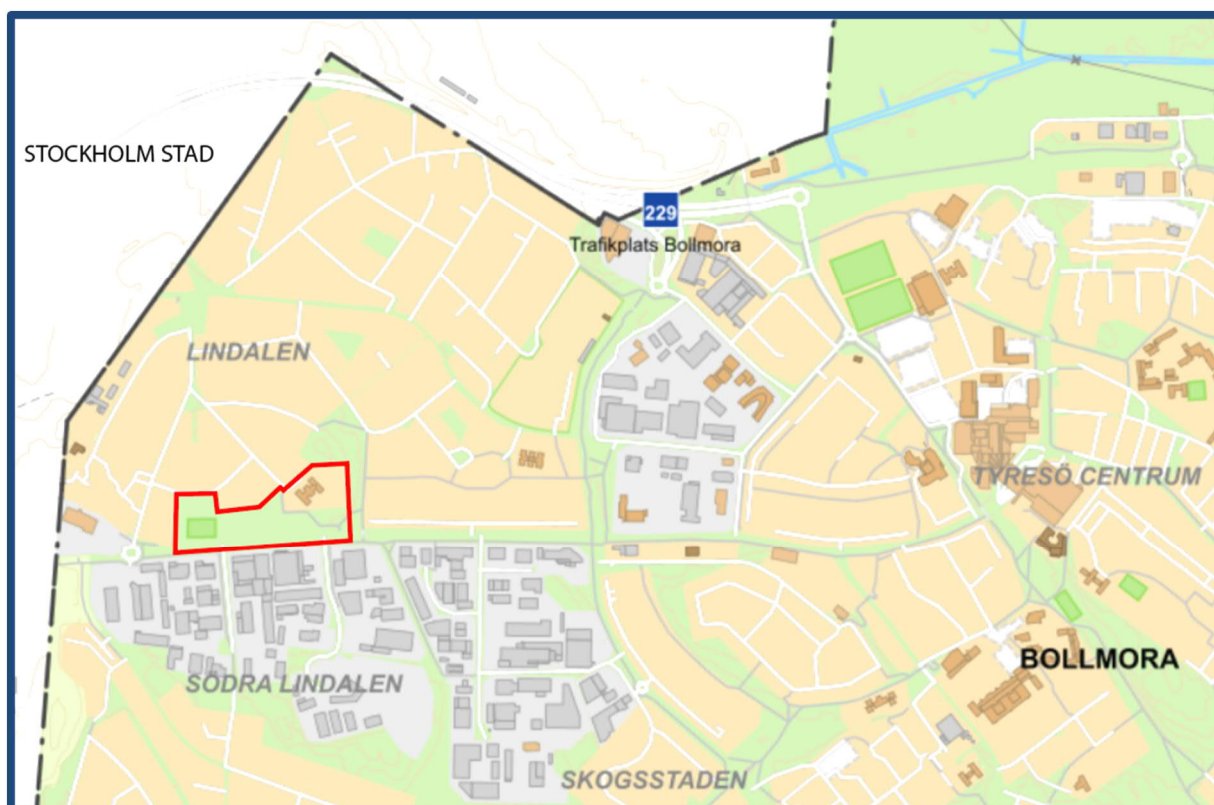 STOCKHOLM STAD
229
Trafikplats Bollmora
LINDALEN
TYRESÖ CENTRUM
BOLLMORA
SÖDRA LINDALEN
SKOGSSTADEN